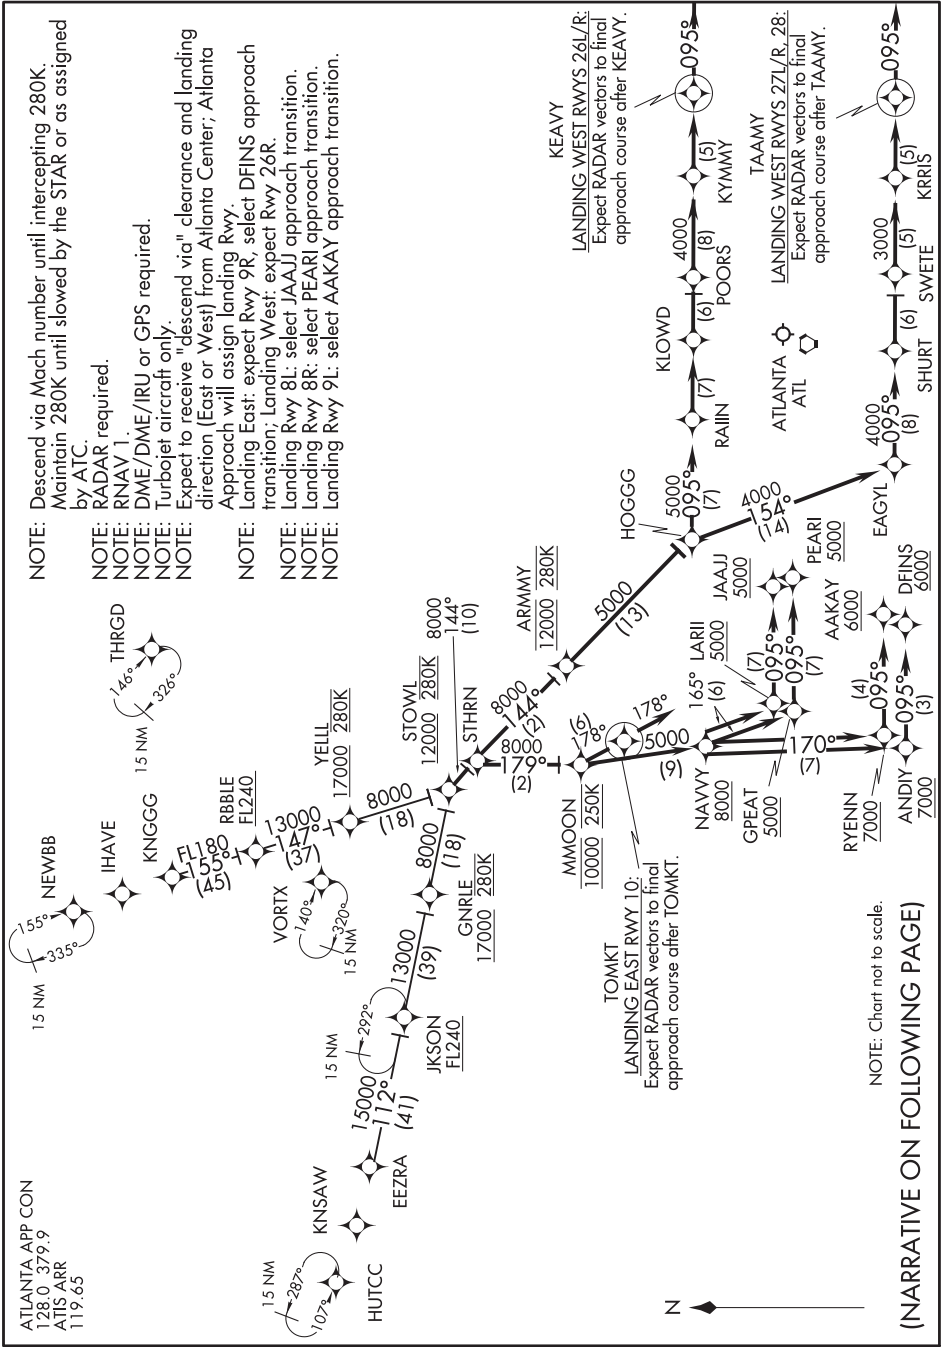 ATLANTA APP CON
128.0 379.9
ATIS ARR
119.65
NOTE: Descend via Mach number until intercepting 280K.
Maintain 280K until slowed by the STAR or as assigned
by ATC.
NOTE: RADAR required.
NOTE: RNAV 1.
NOTE: DME/DME/IRU or GPS required.
NOTE: Turbojet aircraft only.
NOTE: Expect to receive "descend via" clearance and landing
direction (East or West) from Atlanta Center; Atlanta
Approach will assign landing Rwy.
NOTE: Landing East: expect Rwy 9R, select DFINS approach
transition; Landing West: expect Rwy 26R.
NOTE: Landing Rwy 8L: select JAAJJ approach transition.
NOTE: Landing Rwy 8R: select PEARI approach transition.
NOTE: Landing Rwy 9L: select AAKAY approach transition.
NEWBB
155°
335°
15 NM
IHAVE
KNGGG
FL180
155°
(45)
RBBLE
FL240
13000
147°
(37)
YELLL
17000 280K
8000
(18)
THRGD
146°
326°
15 NM
VORTX
140°
320°
15 NM
HUTCC
107°
287°
15 NM
KNSAW
EEZRA
15000
112°
(41)
JKSON
FL240
292°
15 NM
13000
(39)
GNRLE
17000 280K
8000
(18)
STOWL
12000 280K
8000
144°
(10)
STHRN
8000
144°
(2)
ARMMY
12000 280K
5000
(13)
HOGGG
5000
095°
(7)
RAIIN
(7)
KLOWD
(6)
POORS
4000
(8)
KYMMY
(5)
KEAVY
LANDING WEST RWYS 26L/R:
Expect RADAR vectors to final
approach course after KEAVY.
095°
4000
154°
(14)
EAGYL
4000
095°
(8)
SHURT
(6)
SWETE
3000
(5)
KRRIS
(5)
TAAMY
LANDING WEST RWYS 27L/R, 28:
Expect RADAR vectors to final
approach course after TAAMY.
095°
ATLANTA
ATL
8000
179°
(2)
MMOON
10000 250K
(6)
178°
178°
TOMKT
LANDING EAST RWY 10:
Expect RADAR vectors to final
approach course after TOMKT.
5000
(9)
NAVVY
8000
165°
(6)
LARII
5000
(7)
095°
JAAJJ
5000
GPEAT
5000
095°
(7)
PEARI
5000
170°
(7)
RYENN
7000
(4)
095°
AAKAY
6000
ANDIY
7000
095°
(3)
DFINS
6000
N
NOTE: Chart not to scale.
(NARRATIVE ON FOLLOWING PAGE)